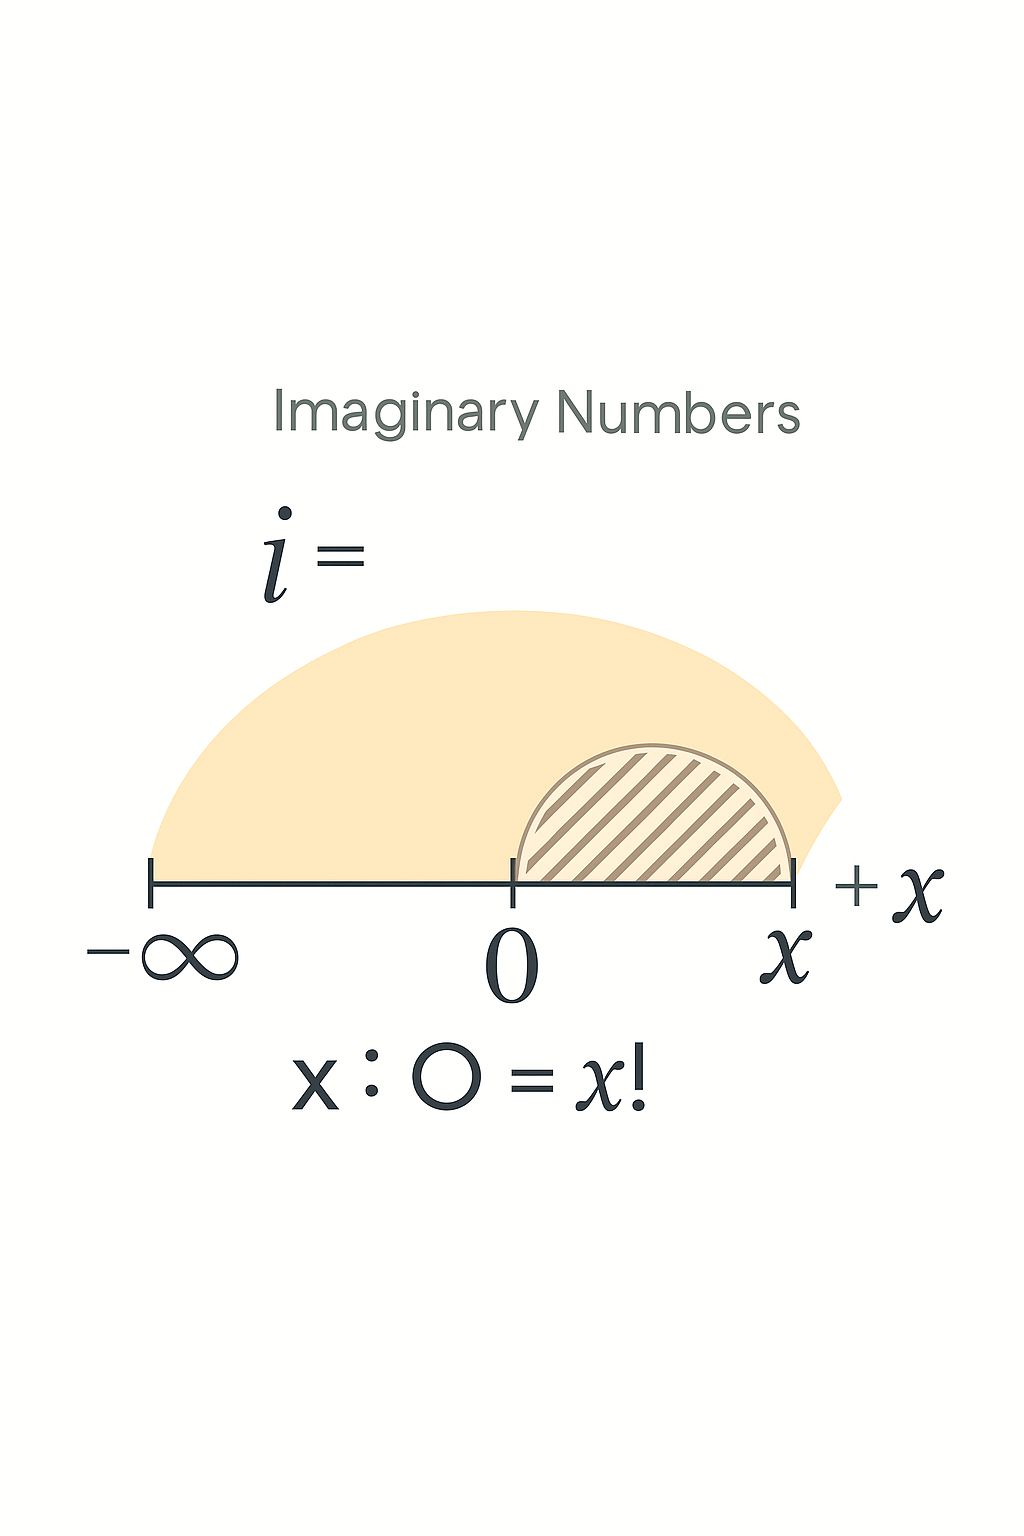 Imaginary Numbers
i =
+ x
−∞ 0 x
x : O = x!